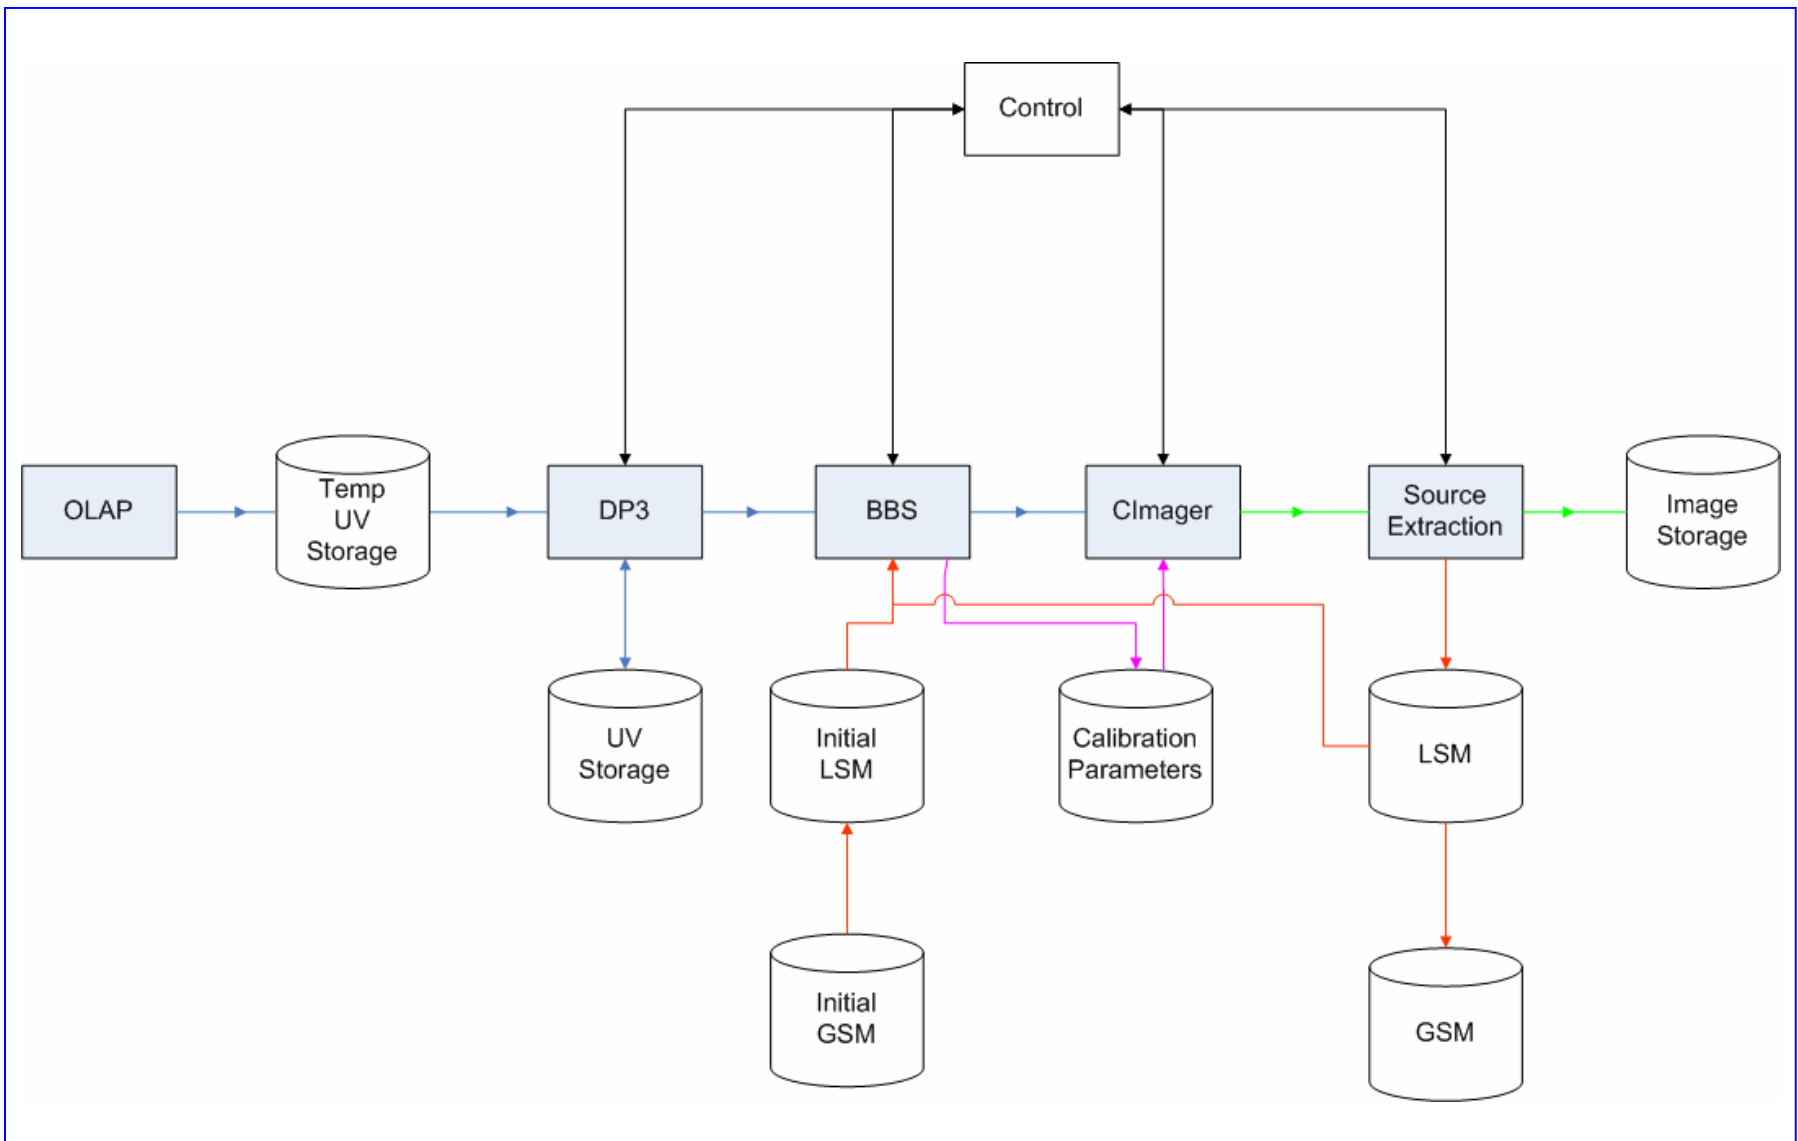 Control
OLAP
Temp
UV
Storage
DP3
BBS
CImager
Source
Extraction
Image
Storage
UV
Storage
Initial
LSM
Calibration
Parameters
LSM
Initial
GSM
GSM